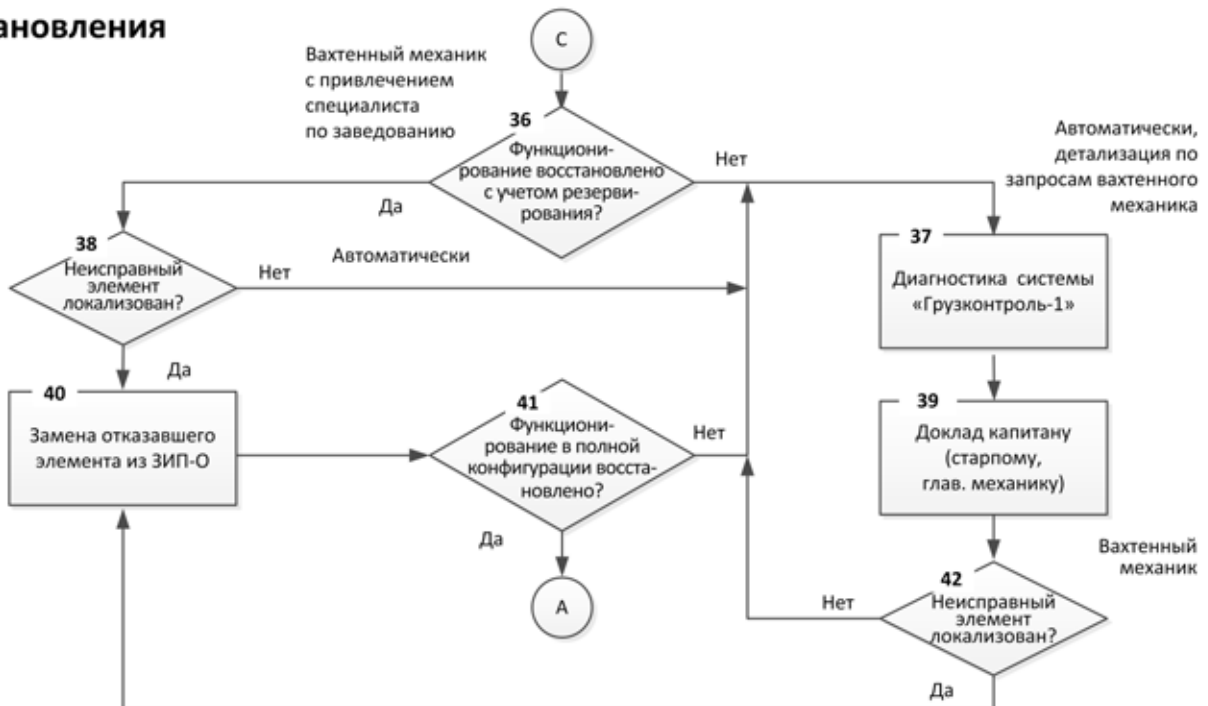 ановления
С
Вахтенный механик
с привлечением
специалиста
по заведованию
36
Функциони-
рование восстановлено
с учетом резерви-
рования?
Нет
Да
Автоматически,
детализация по
запросам вахтенного
механика
38
Неисправный
элемент
локализован?
Нет
Автоматически
Да
37
Диагностика системы
«Грузконтроль-1»
40
Замена отказавшего
элемента из ЗИП-О
41
Функциони-
рование в полной
конфигурации восста-
новлено?
Нет
Да
А
39
Доклад капитану
(старпому,
глав. механику)
Вахтенный
механик
42
Неисправный
элемент
локализован?
Нет
Да